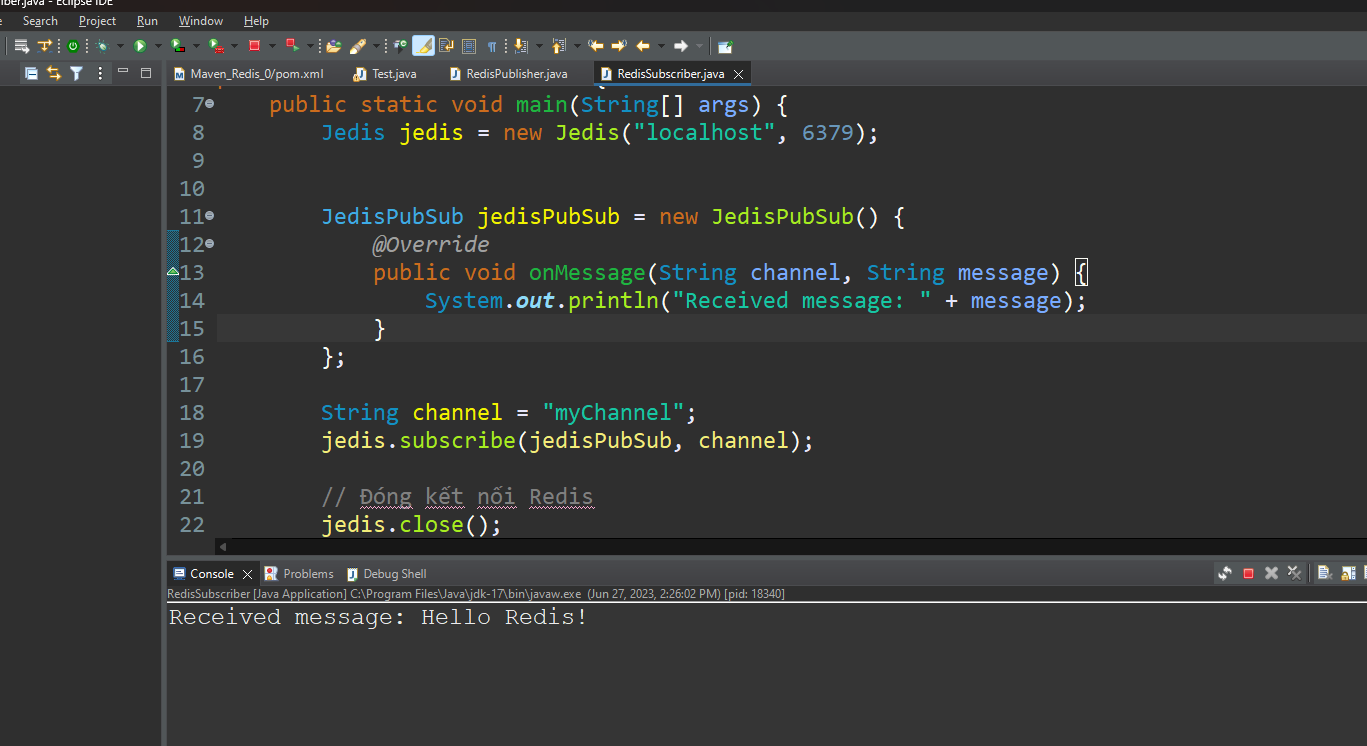 iber.java - Eclipse IDE
Search Project Run Window Help
Maven_Redis_0/pom.xml Test.java RedisPublisher.java RedisSubscriber.java
7 public static void main(String[] args) {
8 Jedis jedis = new Jedis("localhost", 6379);
9
10
11 JedisPubSub jedisPubSub = new JedisPubSub() {
12 @Override
13 public void onMessage(String channel, String message) {
14 System.out.println("Received message: " + message);
15 }
16 };
17
18 String channel = "myChannel";
19 jedis.subscribe(jedisPubSub, channel);
20
21 // Đóng kết nối Redis
22 jedis.close();
Console Problems Debug Shell
RedisSubscriber [Java Application] C:\Program Files\Java\jdk-17\bin\javaw.exe (Jun 27, 2023, 2:26:02 PM) [pid: 18340]
Received message: Hello Redis!